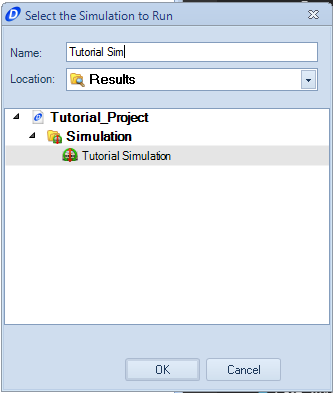 Select the Simulation to Run
Name: Tutorial Sim
Location: Results
Tutorial_Project
Simulation
Tutorial Simulation
OK Cancel